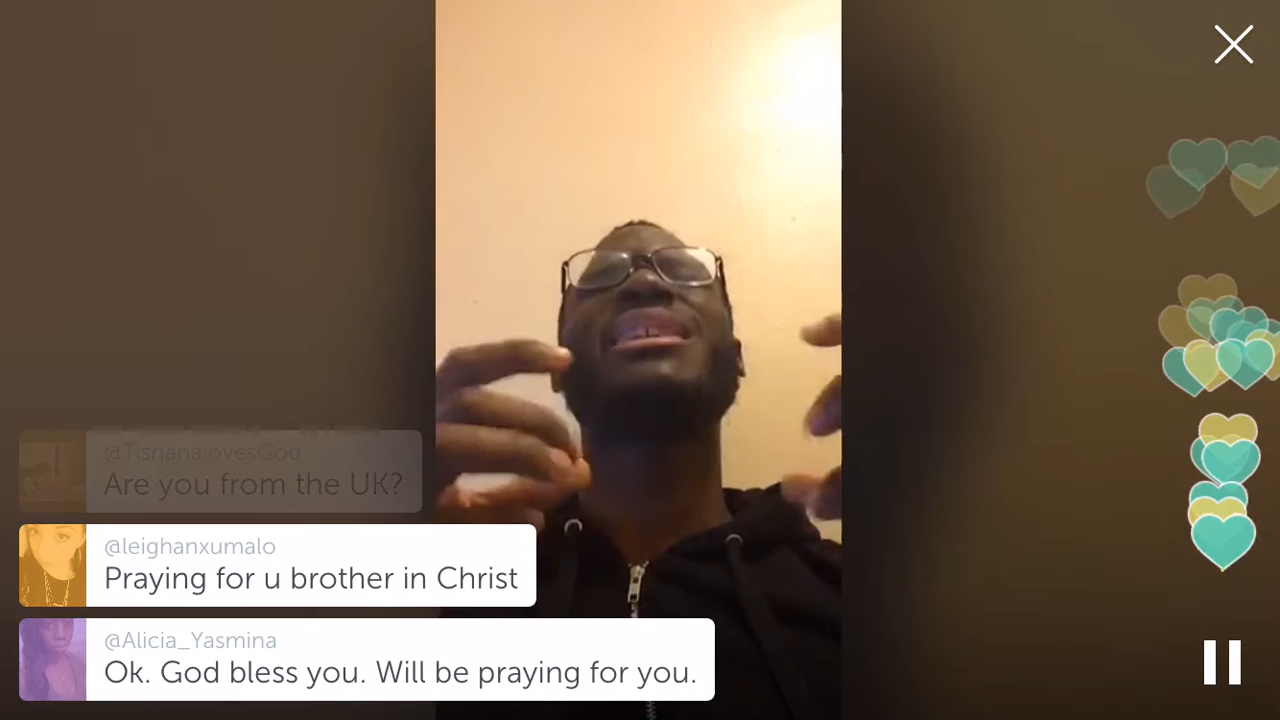 @TishanalovesGod
Are you from the UK?
@leighanxumalo
Praying for u brother in Christ
@Alicia_Yasmina
Ok. God bless you. Will be praying for you.